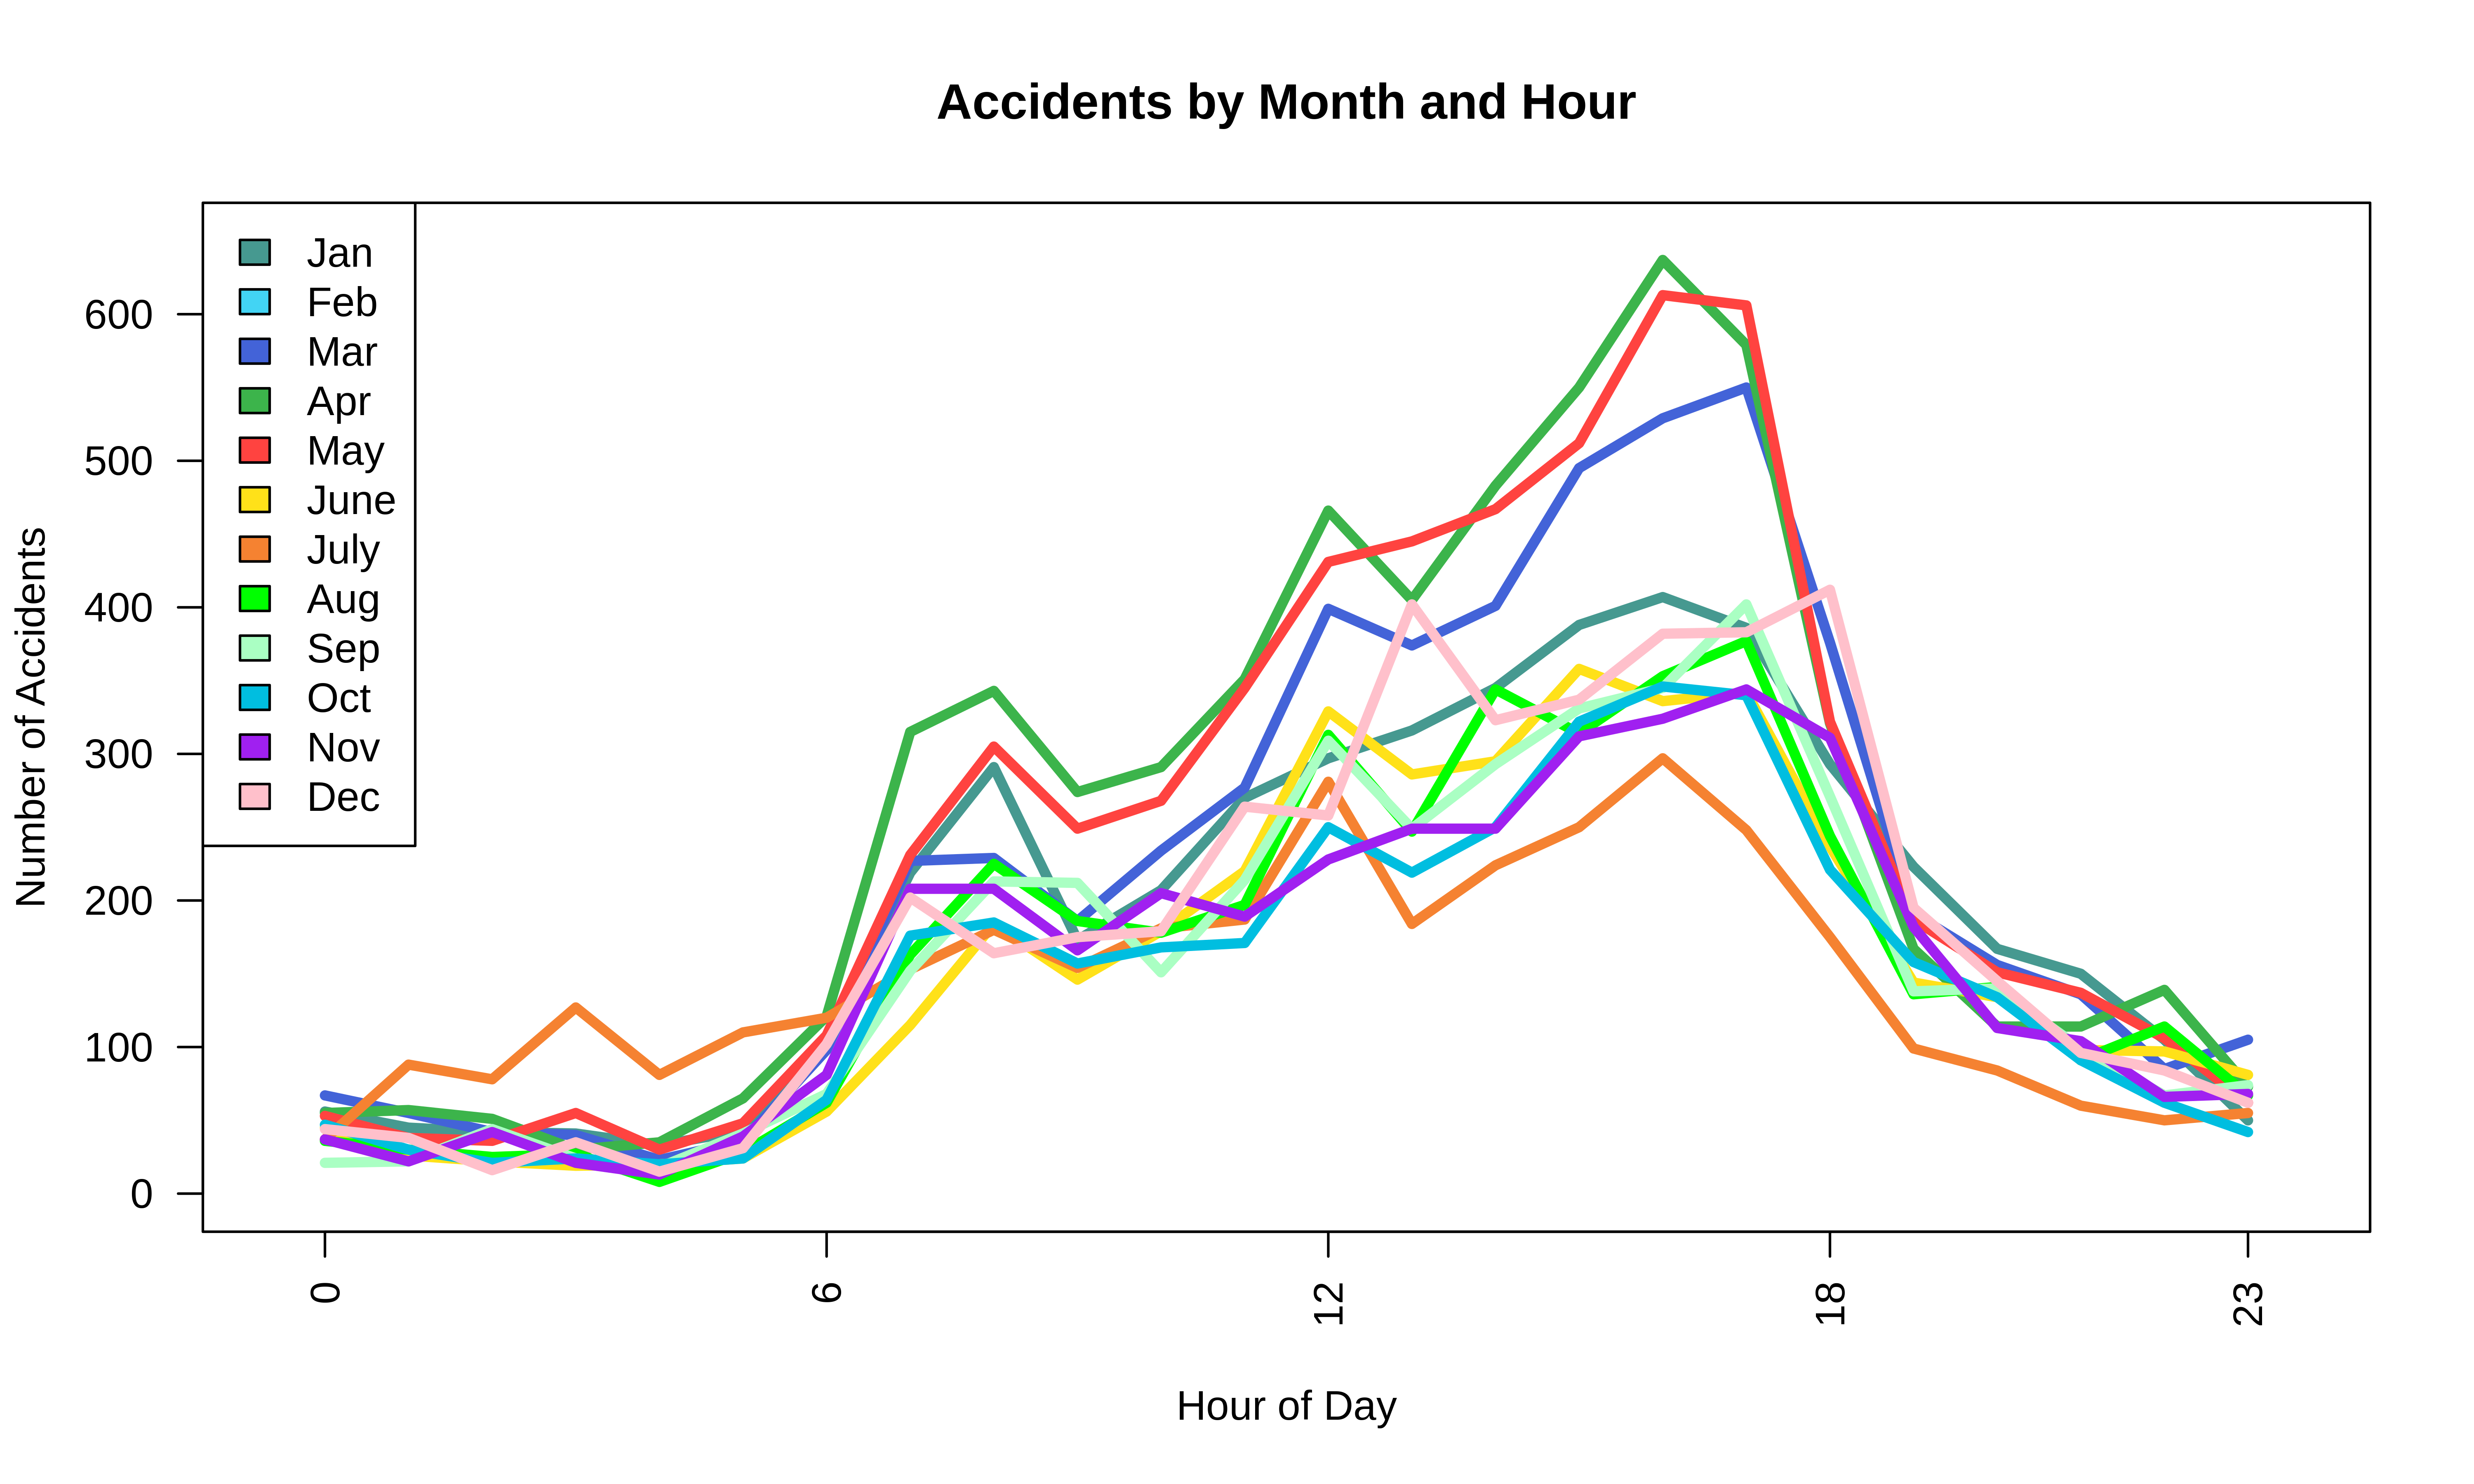 Accidents by Month and Hour
Jan
Feb
Mar
Apr
May
June
July
Aug
Sep
Oct
Nov
Dec
Number of Accidents
600
500
400
300
200
100
0
0 6 12 18 23
Hour of Day